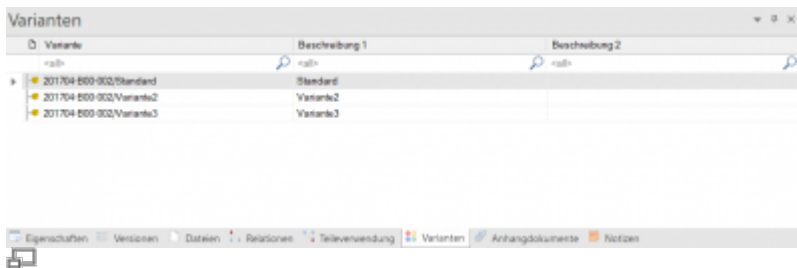 Varianten
Variante Beschreibung 1 Beschreibung 2
<all> <all> <all>
201704-B00-002/Standard Standard
201704-B00-002/Variante2 Variante2
201704-B00-002/Variante3 Variante3
Eigenschaften Versionen Dateien Relationen Teileverwendung Varianten Anhangdokumente Notizen